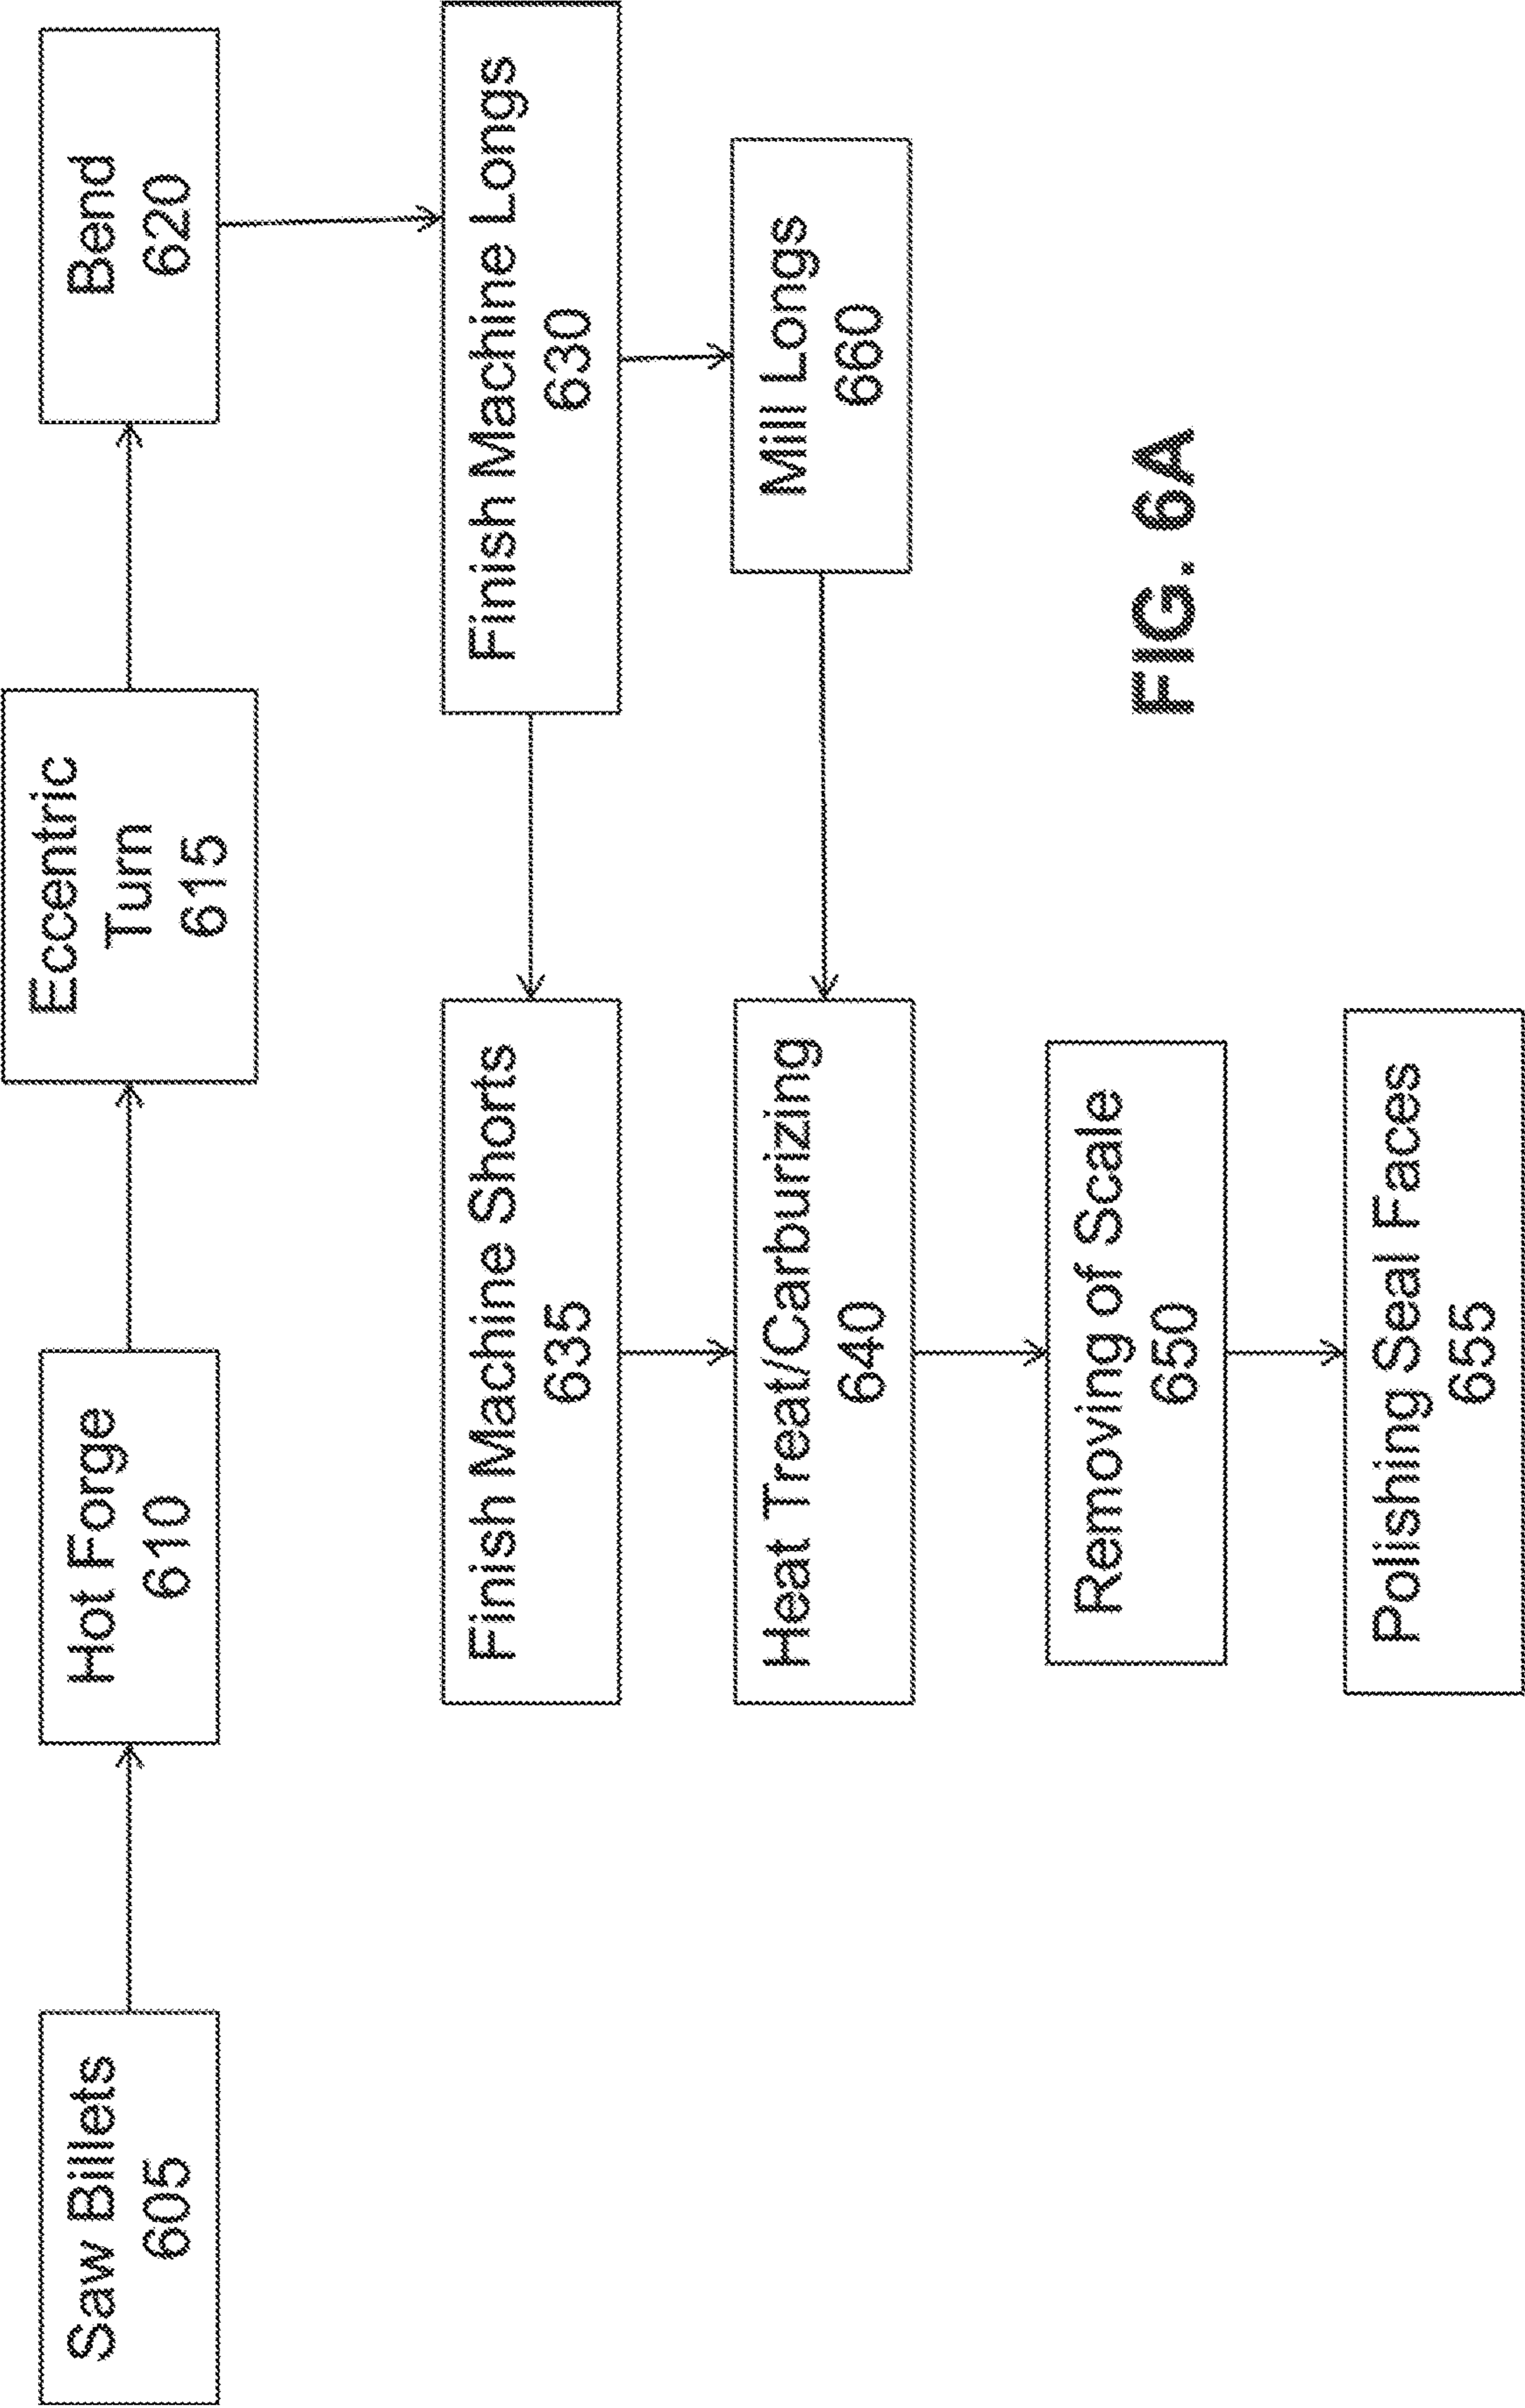 Saw Billets
605
Hot Forge
610
Eccentric
Turn
615
Bend
620
Finish Machine Shorts
635
Finish Machine Longs
630
Heat Treat/Carburizing
640
Mill Longs
660
Removing of Scale
650
Polishing Seal Faces
655
FIG. 6A